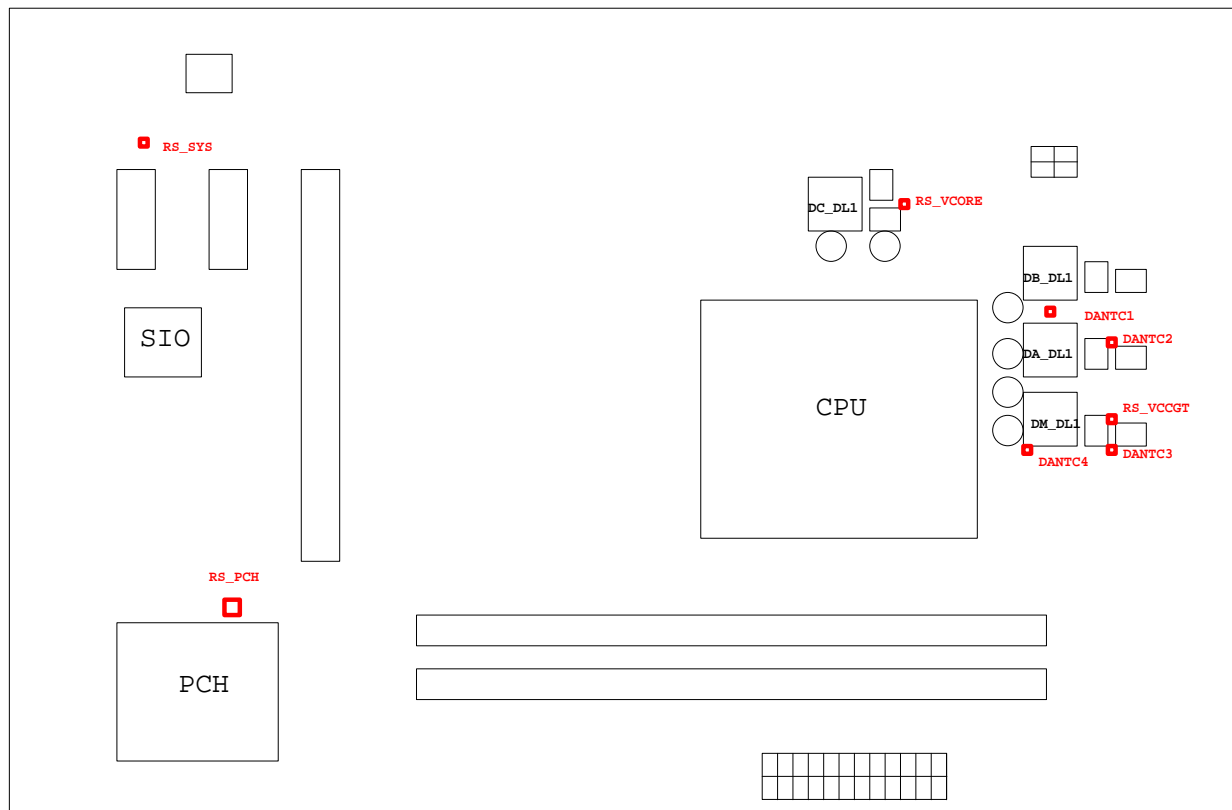 RS_SYS
RS_VCORE
DC_DL1
DB_DL1
DANTC1
SIO
DANTC2
DA_DL1
CPU
RS_VCCGT
DM_DL1
DANTC3
DANTC4
RS_PCH
PCH